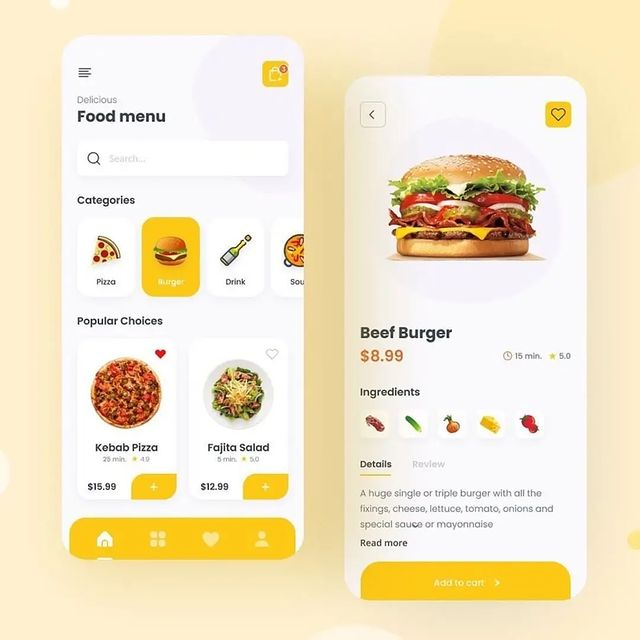 3
Delicious
Food menu
Search...
Categories
Pizza
Burger
Drink
Sou
Popular Choices
Kebab Pizza
25 min. 4.9
Fajita Salad
5 min. 5.0
$15.99 +
$12.99 +
Beef Burger
$8.99
15 min. 5.0
Ingredients
Details Review
A huge single or triple burger with all the
fixings, cheese, lettuce, tomato, onions and
special sauce or mayonnaise
Read more
Add to cart >